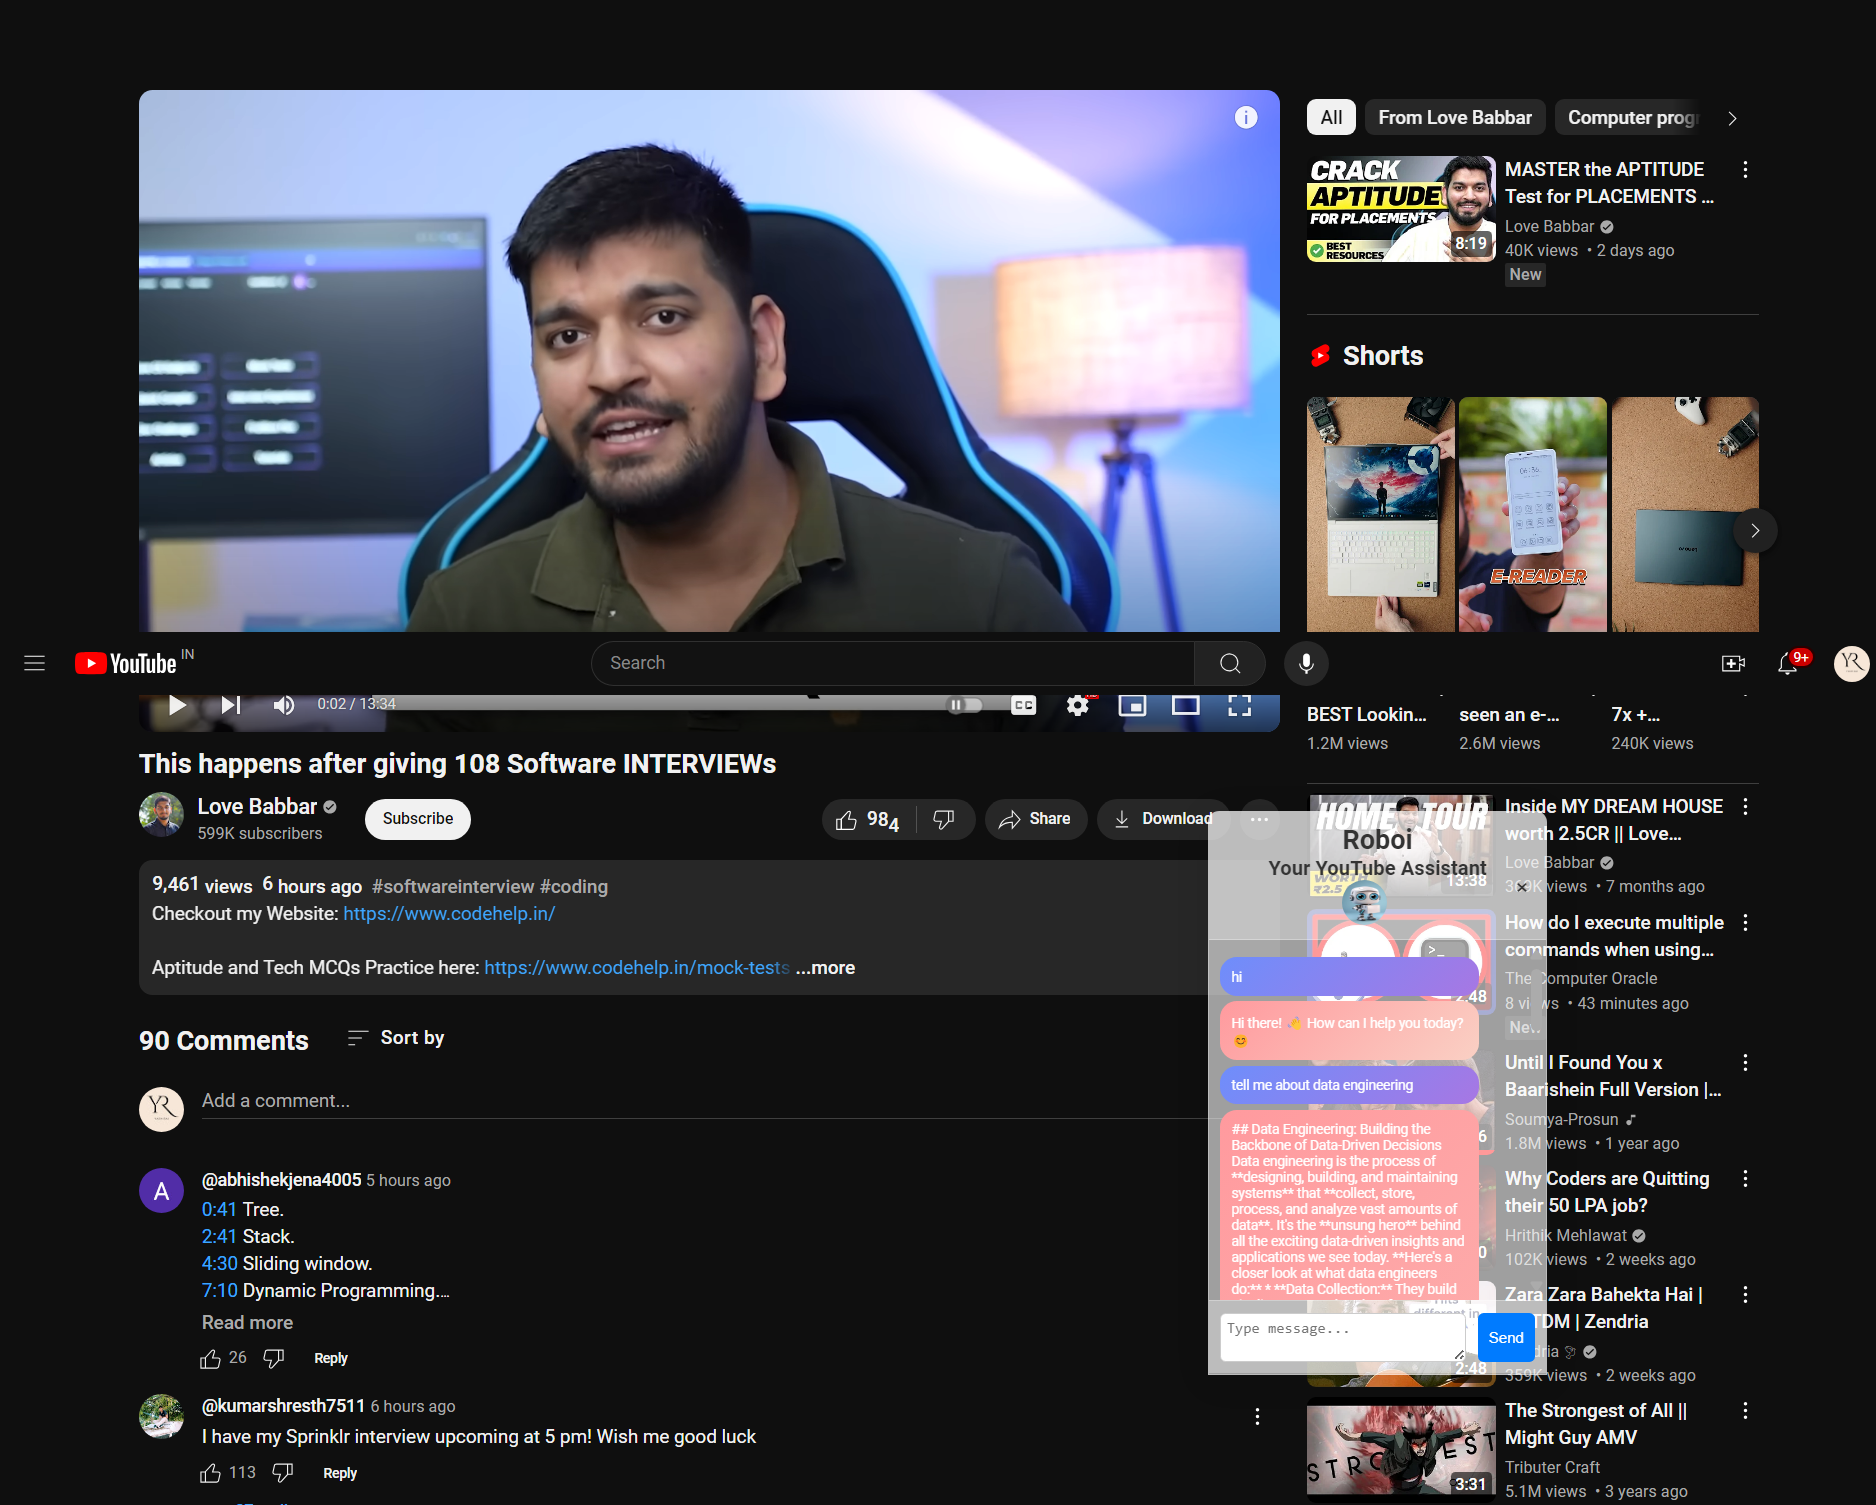 All
From Love Babbar
Computer prog
CRACK
APTITUDE
FOR PLACEMENTS
BEST
RESOURCES
8:19
MASTER the APTITUDE
Test for PLACEMENTS ...
Love Babbar
40K views • 2 days ago
New
Shorts
E-READER
YouTube IN
Search
9+
YR
0:02 / 13:34
CC
BEST Lookin...
1.2M views
seen an e-...
2.6M views
7x +...
240K views
This happens after giving 108 Software INTERVIEWs
Love Babbar
599K subscribers
Subscribe
984
Share
Download
9,461 views 6 hours ago #softwareinterview #coding
Checkout my Website: https://www.codehelp.in/
Aptitude and Tech MCQs Practice here: https://www.codehelp.in/mock-tests ...more
90 Comments
Sort by
YR
Add a comment...
A
@abhishekjena4005 5 hours ago
0:41 Tree.
2:41 Stack.
4:30 Sliding window.
7:10 Dynamic Programming...
Read more
26
Reply
@kumarshresth7511 6 hours ago
I have my Sprinklr interview upcoming at 5 pm! Wish me good luck
113
Reply
Roboi
Your YouTube Assistant
×
hi
Hi there! 👋 How can I help you today?
😊
tell me about data engineering
## Data Engineering: Building the
Backbone of Data-Driven Decisions
Data engineering is the process of
**designing, building, and maintaining
systems** that **collect, store,
process, and analyze vast amounts of
data**. It's the **unsung hero** behind
all the exciting data-driven insights and
applications we see today. **Here's a
closer look at what data engineers
do:** * **Data Collection:** They build
Type message...
Send
HOME TOUR
WORTH
₹2.5
13:38
Inside MY DREAM HOUSE
worth 2.5CR || Love...
Love Babbar
views • 7 months ago
>_
2:48
How do I execute multiple
commands when using...
The Computer Oracle
8 views • 43 minutes ago
New
Until I Found You x
Baarishein Full Version |...
Soumya-Prosun
1.8M views • 1 year ago
Why Coders are Quitting
their 50 LPA job?
Hrithik Mehlawat
102K views • 2 weeks ago
different in
2:48
Zara Zara Bahekta Hai |
TDM | Zendria
359K views • 2 weeks ago
STRONGEST
3:31
The Strongest of All ||
Might Guy AMV
Tributer Craft
5.1M views • 3 years ago